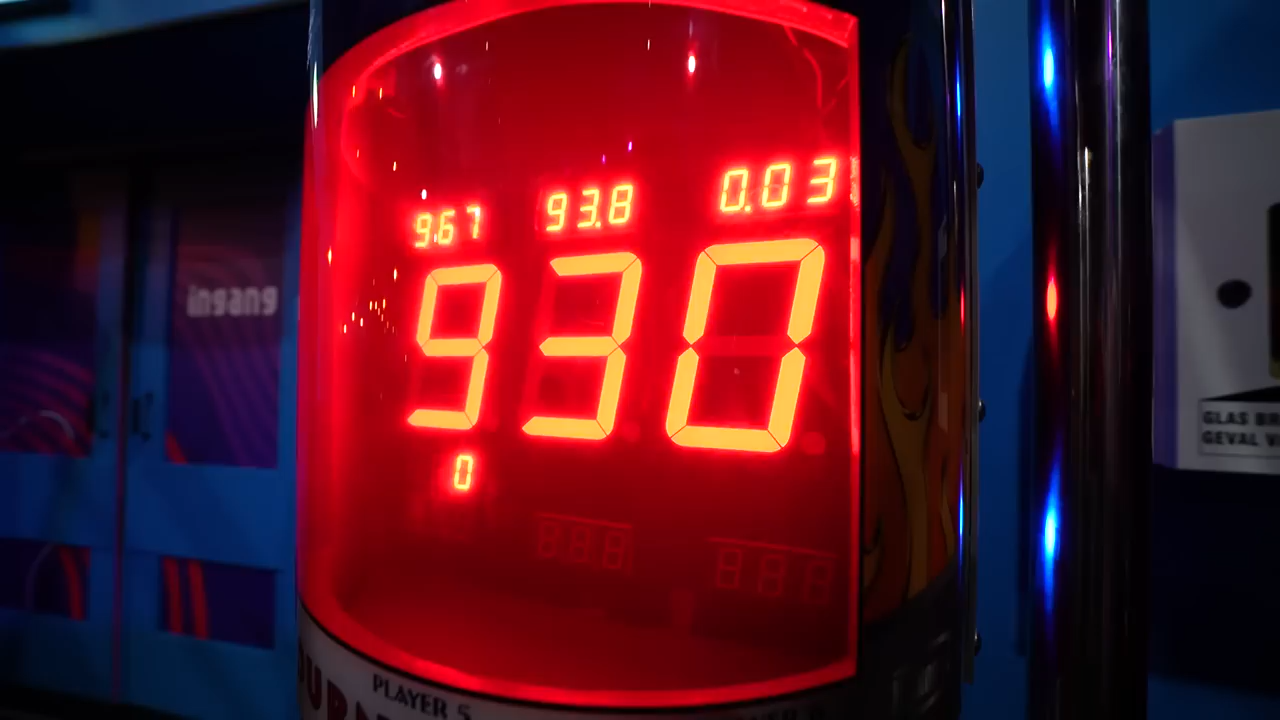 ingang
9.67 93.8 0.03
930
0
PLAYER 5
GLAS BR
GEVAL V